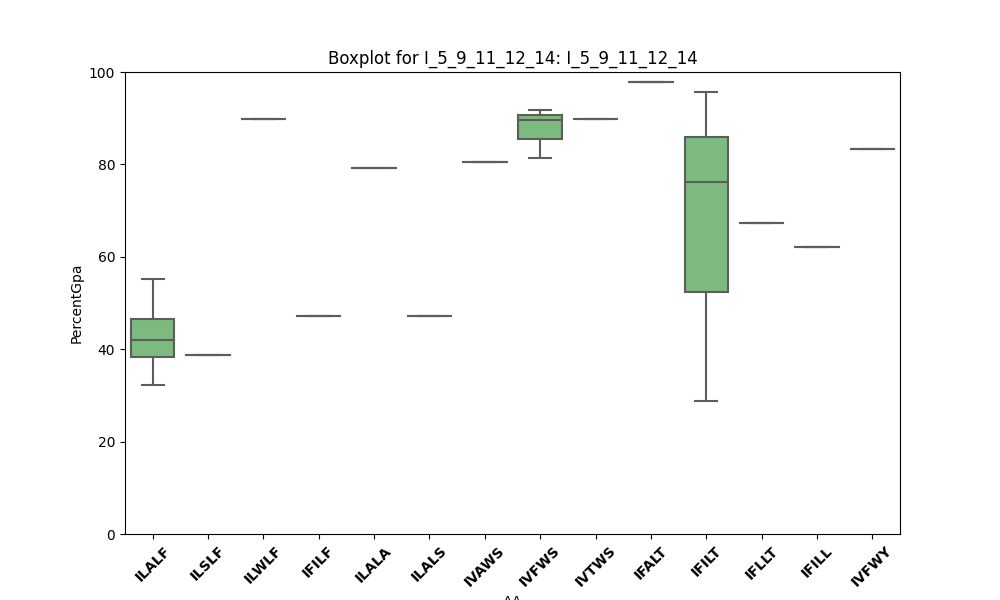 Boxplot for I_5_9_11_12_14: I_5_9_11_12_14
100
80
60
40
20
0
PercentGpa
ILALF
ILSLF
ILWLF
IFILF
ILALA
ILALS
IVAWS
IVFWS
IVTWS
IFALT
IFILT
IFLLT
IFILL
IVFWY